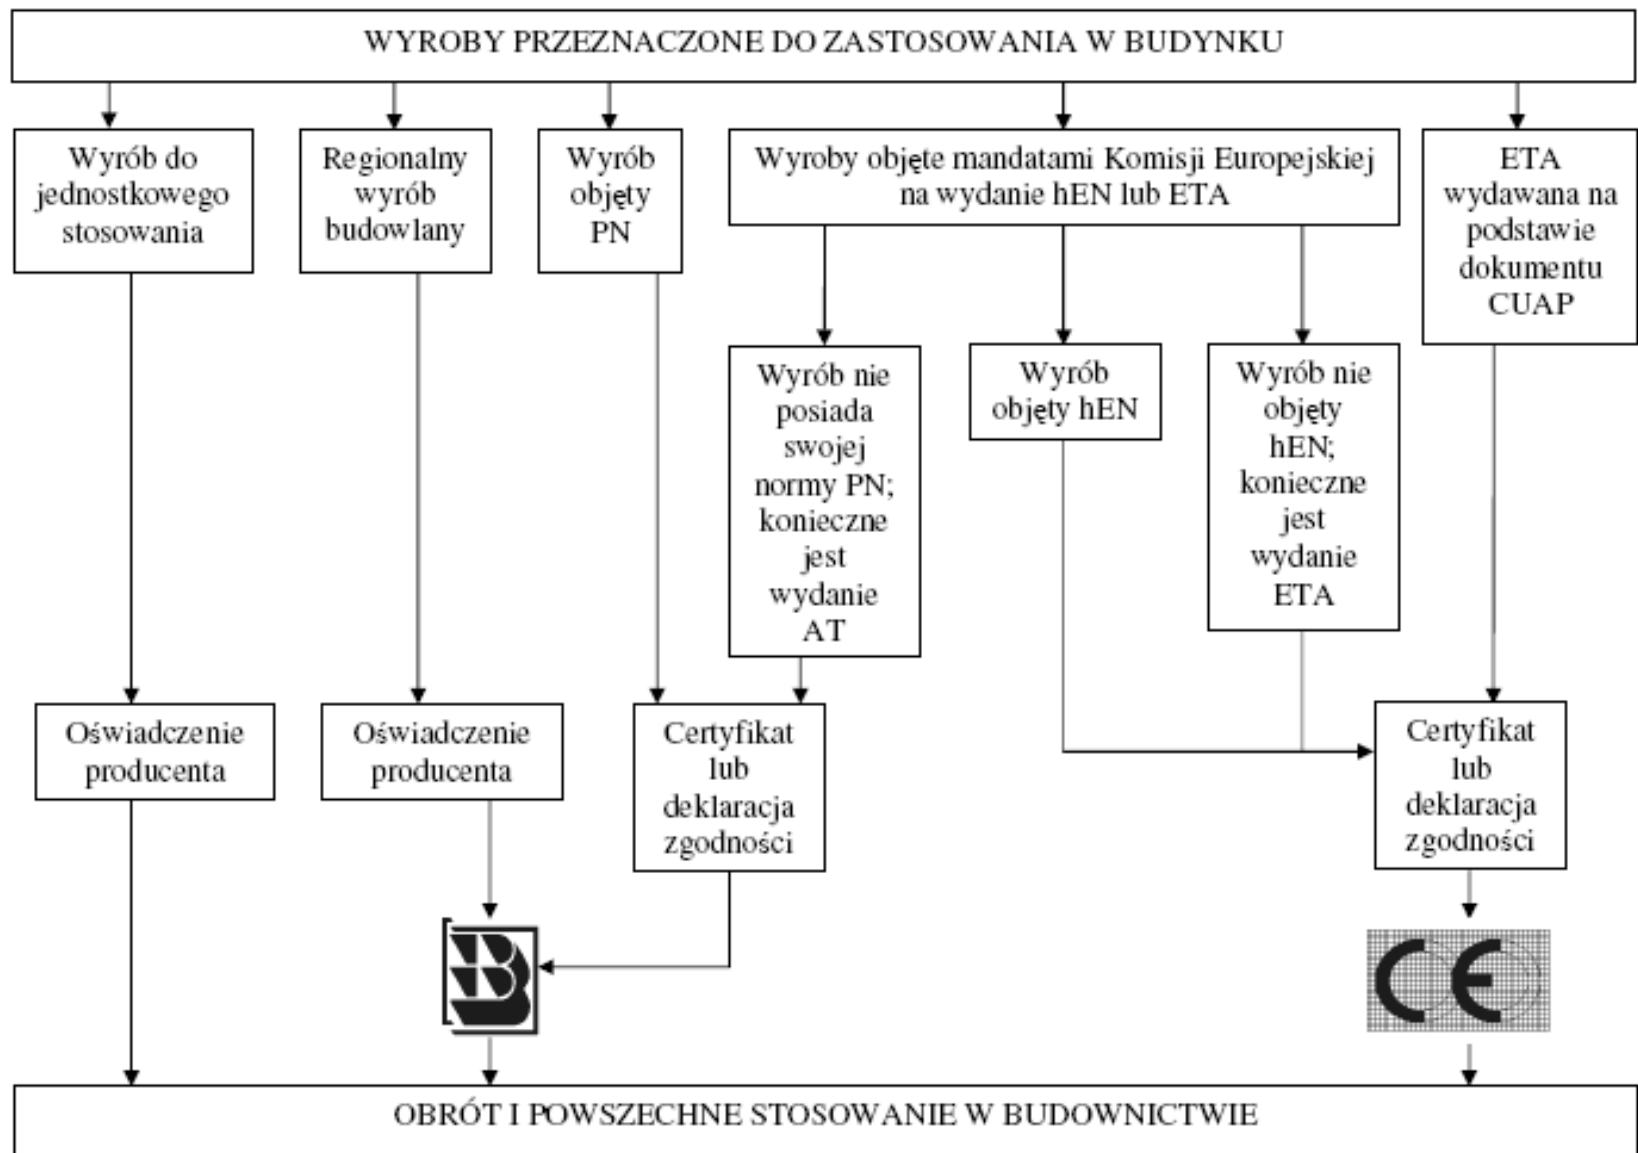 WYROBY PRZEZNACZONE DO ZASTOSOWANIA W BUDYNKU
Wyrób do
jednostkowego
stosowania
Regionalny
wyrób
budowlany
Wyrób
objęty
PN
Wyroby objęte mandatami Komisji Europejskiej
na wydanie hEN lub ETA
ETA
wydawana na
podstawie
dokumentu
CUAP
Wyrób nie
posiada
swojej
normy PN;
konieczne
jest
wydanie
AT
Wyrób
objęty hEN
Wyrób nie
objęty
hEN;
konieczne
jest
wydanie
ETA
Oświadczenie
producenta
Oświadczenie
producenta
Certyfikat
lub
deklaracja
zgodności
Certyfikat
lub
deklaracja
zgodności
B
CE
OBRÓT I POWSZECHNE STOSOWANIE W BUDOWNICTWIE